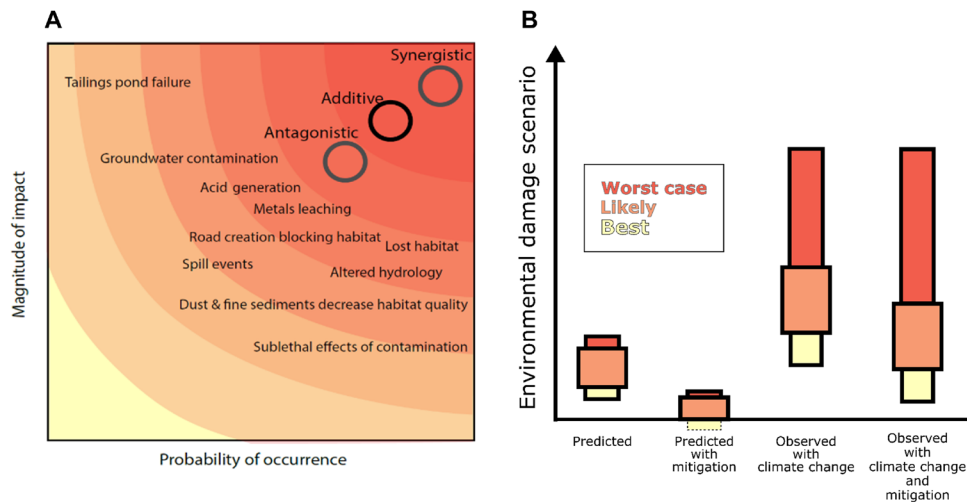 A
Magnitude of impact
Synergistic
Tailings pond failure
Additive
Antagonistic
Groundwater contamination
Acid generation
Metals leaching
Road creation blocking habitat
Lost habitat
Spill events
Altered hydrology
Dust & fine sediments decrease habitat quality
Sublethal effects of contamination
Probability of occurrence
B
Environmental damage scenario
Worst case
Likely
Best
Predicted
Predicted
with
mitigation
Observed
with
climate change
Observed
with
climate change
and
mitigation